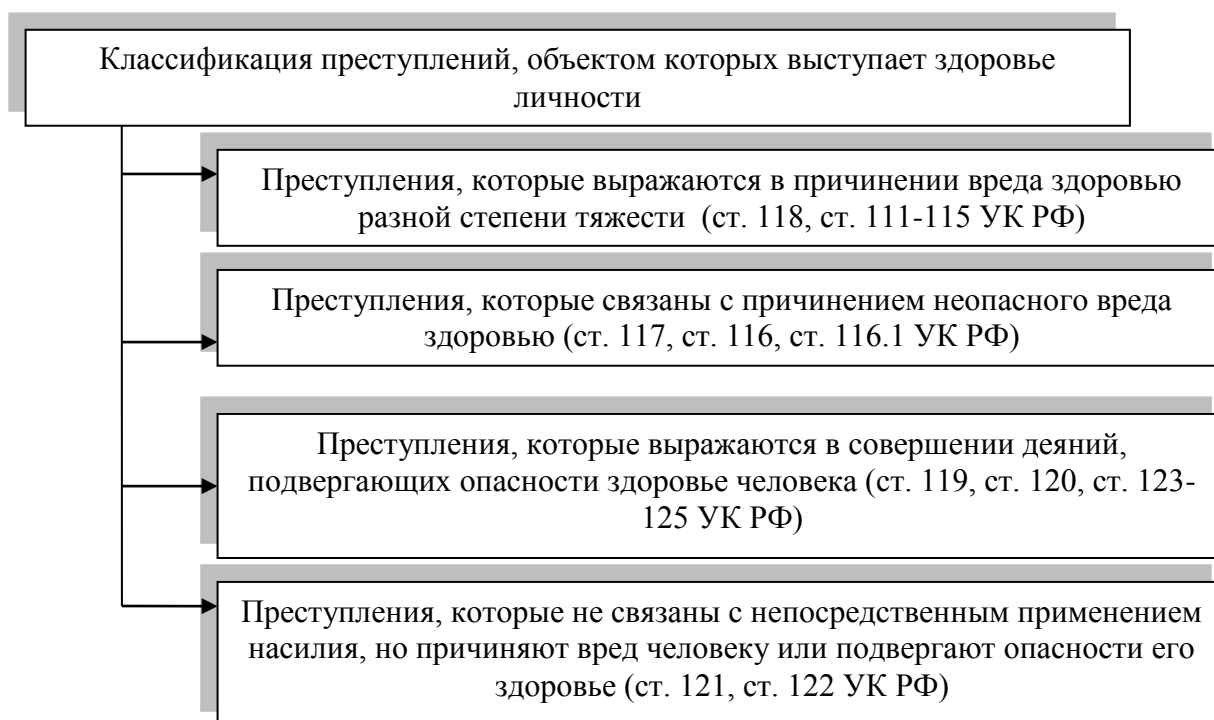 Классификация преступлений, объектом которых выступает здоровье
личности
Преступления, которые выражаются в причинении вреда здоровью
разной степени тяжести (ст. 118, ст. 111-115 УК РФ)
Преступления, которые связаны с причинением неопасного вреда
здоровью (ст. 117, ст. 116, ст. 116.1 УК РФ)
Преступления, которые выражаются в совершении деяний,
подвергающих опасности здоровье человека (ст. 119, ст. 120, ст. 123-
125 УК РФ)
Преступления, которые не связаны с непосредственным применением
насилия, но причиняют вред человеку или подвергают опасности его
здоровье (ст. 121, ст. 122 УК РФ)